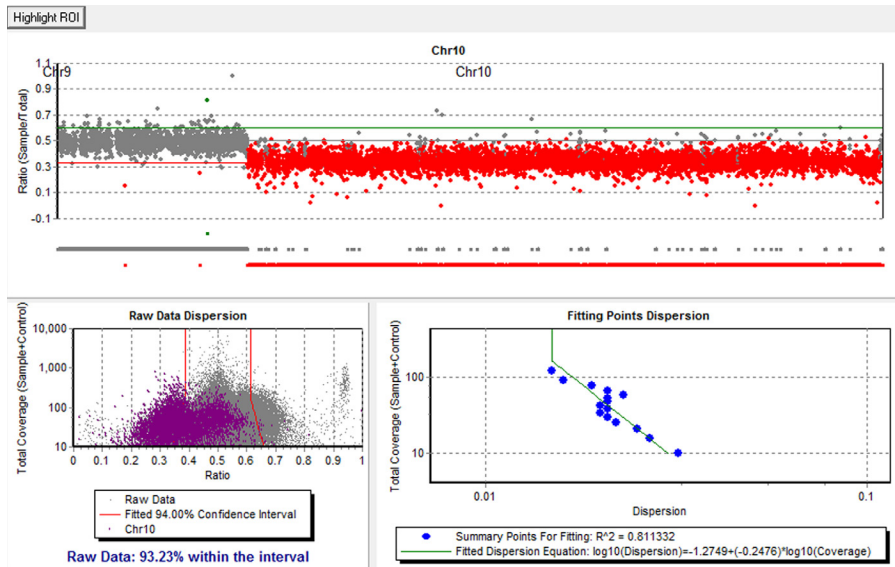 Highlight ROI
Chr10
Chr9
Chr10
Ratio (Sample/Total)
1.1
0.9
0.7
0.5
0.3
0.1
-0.1
Raw Data Dispersion
Total Coverage (Sample+Control)
10,000
1,000
100
10
0 0.1 0.2 0.3 0.4 0.5 0.6 0.7 0.8 0.9 1
Ratio
Raw Data
Fitted 94.00% Confidence Interval
Chr10
Raw Data: 93.23% within the interval
Fitting Points Dispersion
Total Coverage (Sample+Control)
100
10
0.01 0.1
Dispersion
Summary Points For Fitting: R^2 = 0.811332
Fitted Dispersion Equation: log10(Dispersion)=-1.2749+(-0.2476)*log10(Coverage)